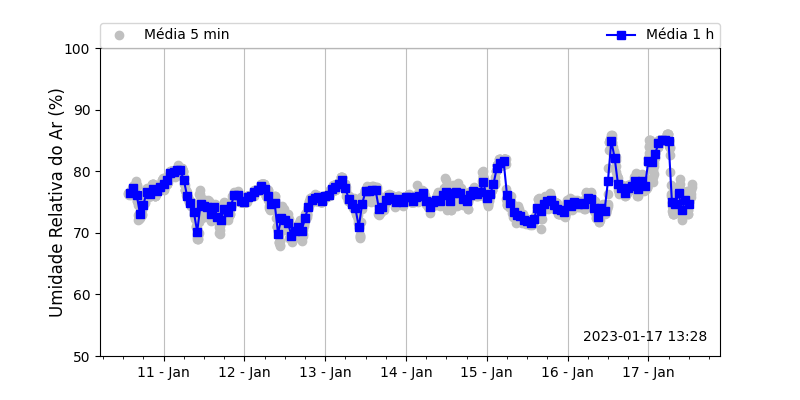 Média 5 min
Média 1 h
Umidade Relativa do Ar (%)
100
90
80
70
60
50
2023-01-17 13:28
11 - Jan
12 - Jan
13 - Jan
14 - Jan
15 - Jan
16 - Jan
17 - Jan